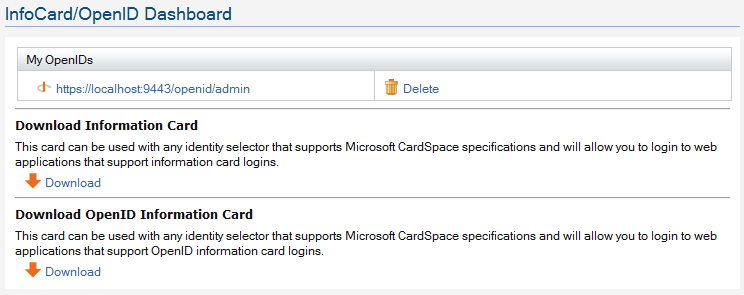 InfoCard/OpenID Dashboard
My OpenIDs
https://localhost:9443/openid/admin Delete
Download Information Card
This card can be used with any identity selector that supports Microsoft CardSpace specifications and will allow you to login to web
applications that support information card logins.
Download
Download OpenID Information Card
This card can be used with any identity selector that supports Microsoft CardSpace specifications and will allow you to login to web
applications that support OpenID information card logins.
Download